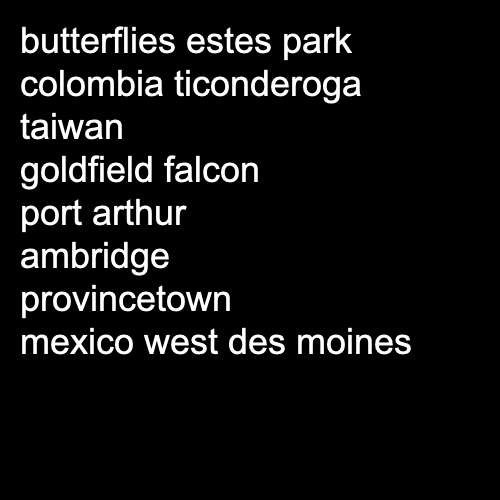 butterflies estes park
colombia ticonderoga
taiwan
goldfield falcon
port arthur
ambridge
provincetown
mexico west des moines